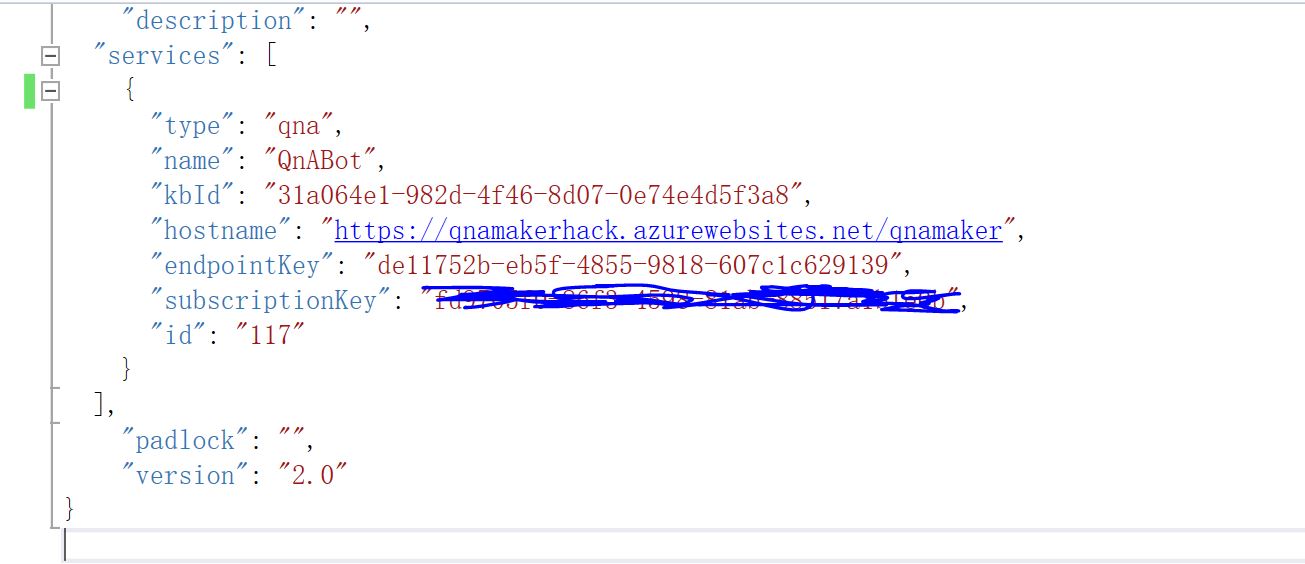 "description": "",
"services": [
{
"type": "qna",
"name": "QnABot",
"kbId": "31a064e1-982d-4f46-8d07-0e74e4d5f3a8",
"hostname": "https://qnamakerhack.azurewebsites.net/qnamaker",
"endpointKey": "de11752b-eb5f-4855-9818-607c1c629139",
"subscriptionKey":
"id": "117"
}
],
"padlock": "",
"version": "2.0"
}